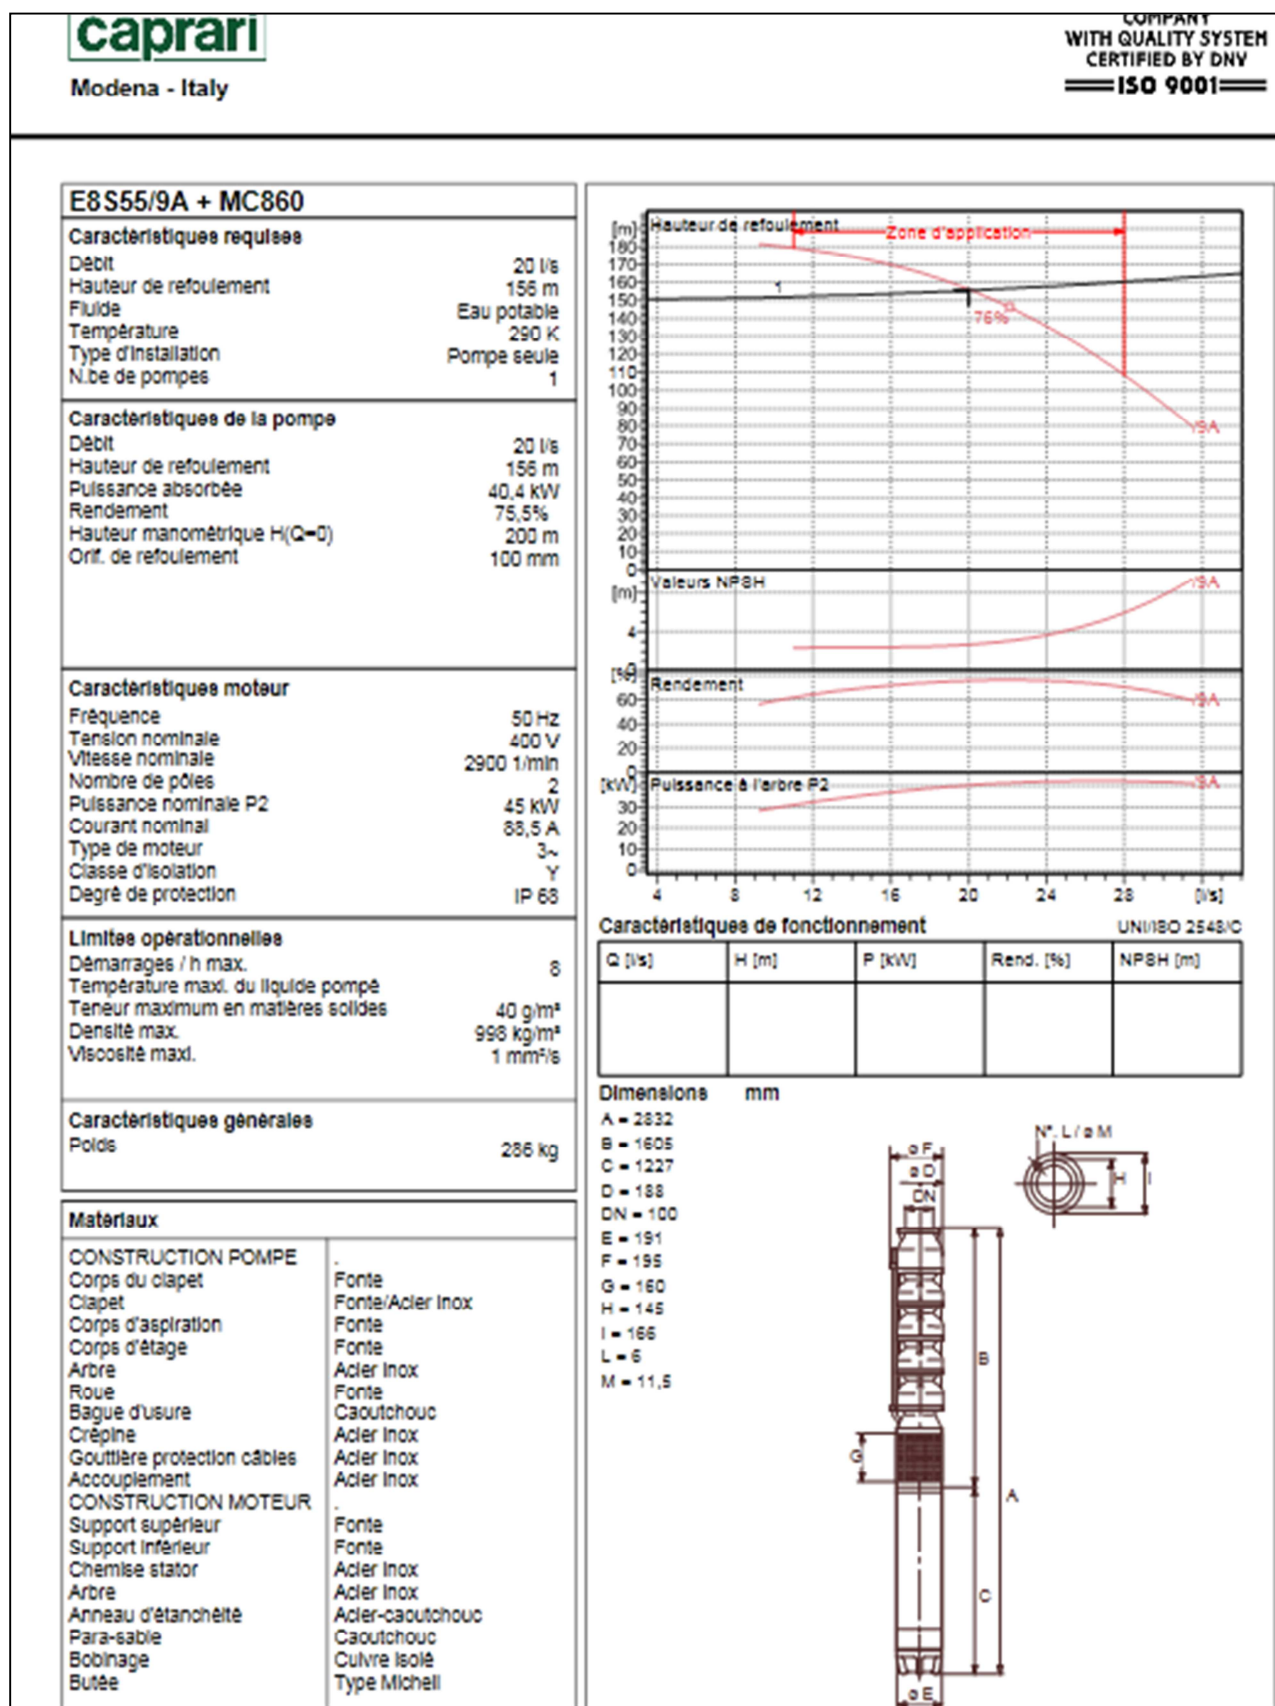 caprari
Modena - Italy
COMPANY
WITH QUALITY SYSTEM
CERTIFIED BY DNV
ISO 9001
E8S55/9A + MC860
Caractéristiques requises
Débit 20 l/s
Hauteur de refoulement 156 m
Fluide Eau potable
Température 290 K
Type d'installation Pompe seule
N.be de pompes 1
Caractéristiques de la pompe
Débit 20 l/s
Hauteur de refoulement 156 m
Puissance absorbée 40,4 kW
Rendement 75,5%
Hauteur manométrique H(Q=0) 200 m
Orif. de refoulement 100 mm
Caractéristiques moteur
Fréquence 50 Hz
Tension nominale 400 V
Vitesse nominale 2900 1/min
Nombre de pôles 2
Puissance nominale P2 45 kW
Courant nominal 88,5 A
Type de moteur 3~
Classe d'isolation Y
Degré de protection IP 68
Limites opérationnelles
Démarrages / h max. 8
Température maxi. du liquide pompé
Teneur maximum en matières solides 40 g/m³
Densité max. 998 kg/m³
Viscosité maxi. 1 mm²/s
Caractéristiques générales
Poids 286 kg
Matériaux
CONSTRUCTION POMPE .
Corps du clapet Fonte
Clapet Fonte/Acier Inox
Corps d'aspiration Fonte
Corps d'étage Fonte
Arbre Acier Inox
Roue Fonte
Bague d'usure Caoutchouc
Crépine Acier Inox
Gouttière protection câbles Acier Inox
Accouplement Acier Inox
CONSTRUCTION MOTEUR .
Support supérieur Fonte
Support inférieur Fonte
Chemise stator Acier Inox
Arbre Acier Inox
Anneau d'étanchéité Acier-caoutchouc
Para-sable Caoutchouc
Bobinage Cuivre isolé
Butée Type Michell
[m] Hauteur de refoulement
Zone d'application
180
170
160
150
140
130
120
110
100
90
80
70
60
50
40
30
20
10
0
1
76%
/9A
Valeurs NPSH
[m]
4
0
/9A
[%] Rendement
60
40
20
0
/9A
[kW] Puissance à l'arbre P2
30
20
10
0
/9A
4 8 12 16 20 24 28 [l/s]
Caractéristiques de fonctionnement UNI/ISO 2548/C
Q [l/s] H [m] P [kW] Rend. [%] NPSH [m]
Dimensions mm
A = 2832
B = 1605
C = 1227
D = 188
DN = 100
E = 191
F = 195
G = 160
H = 145
I = 166
L = 6
M = 11,5
N°. L / ø M
H
I
ø F
ø D
DN
B
G
A
C
ø E